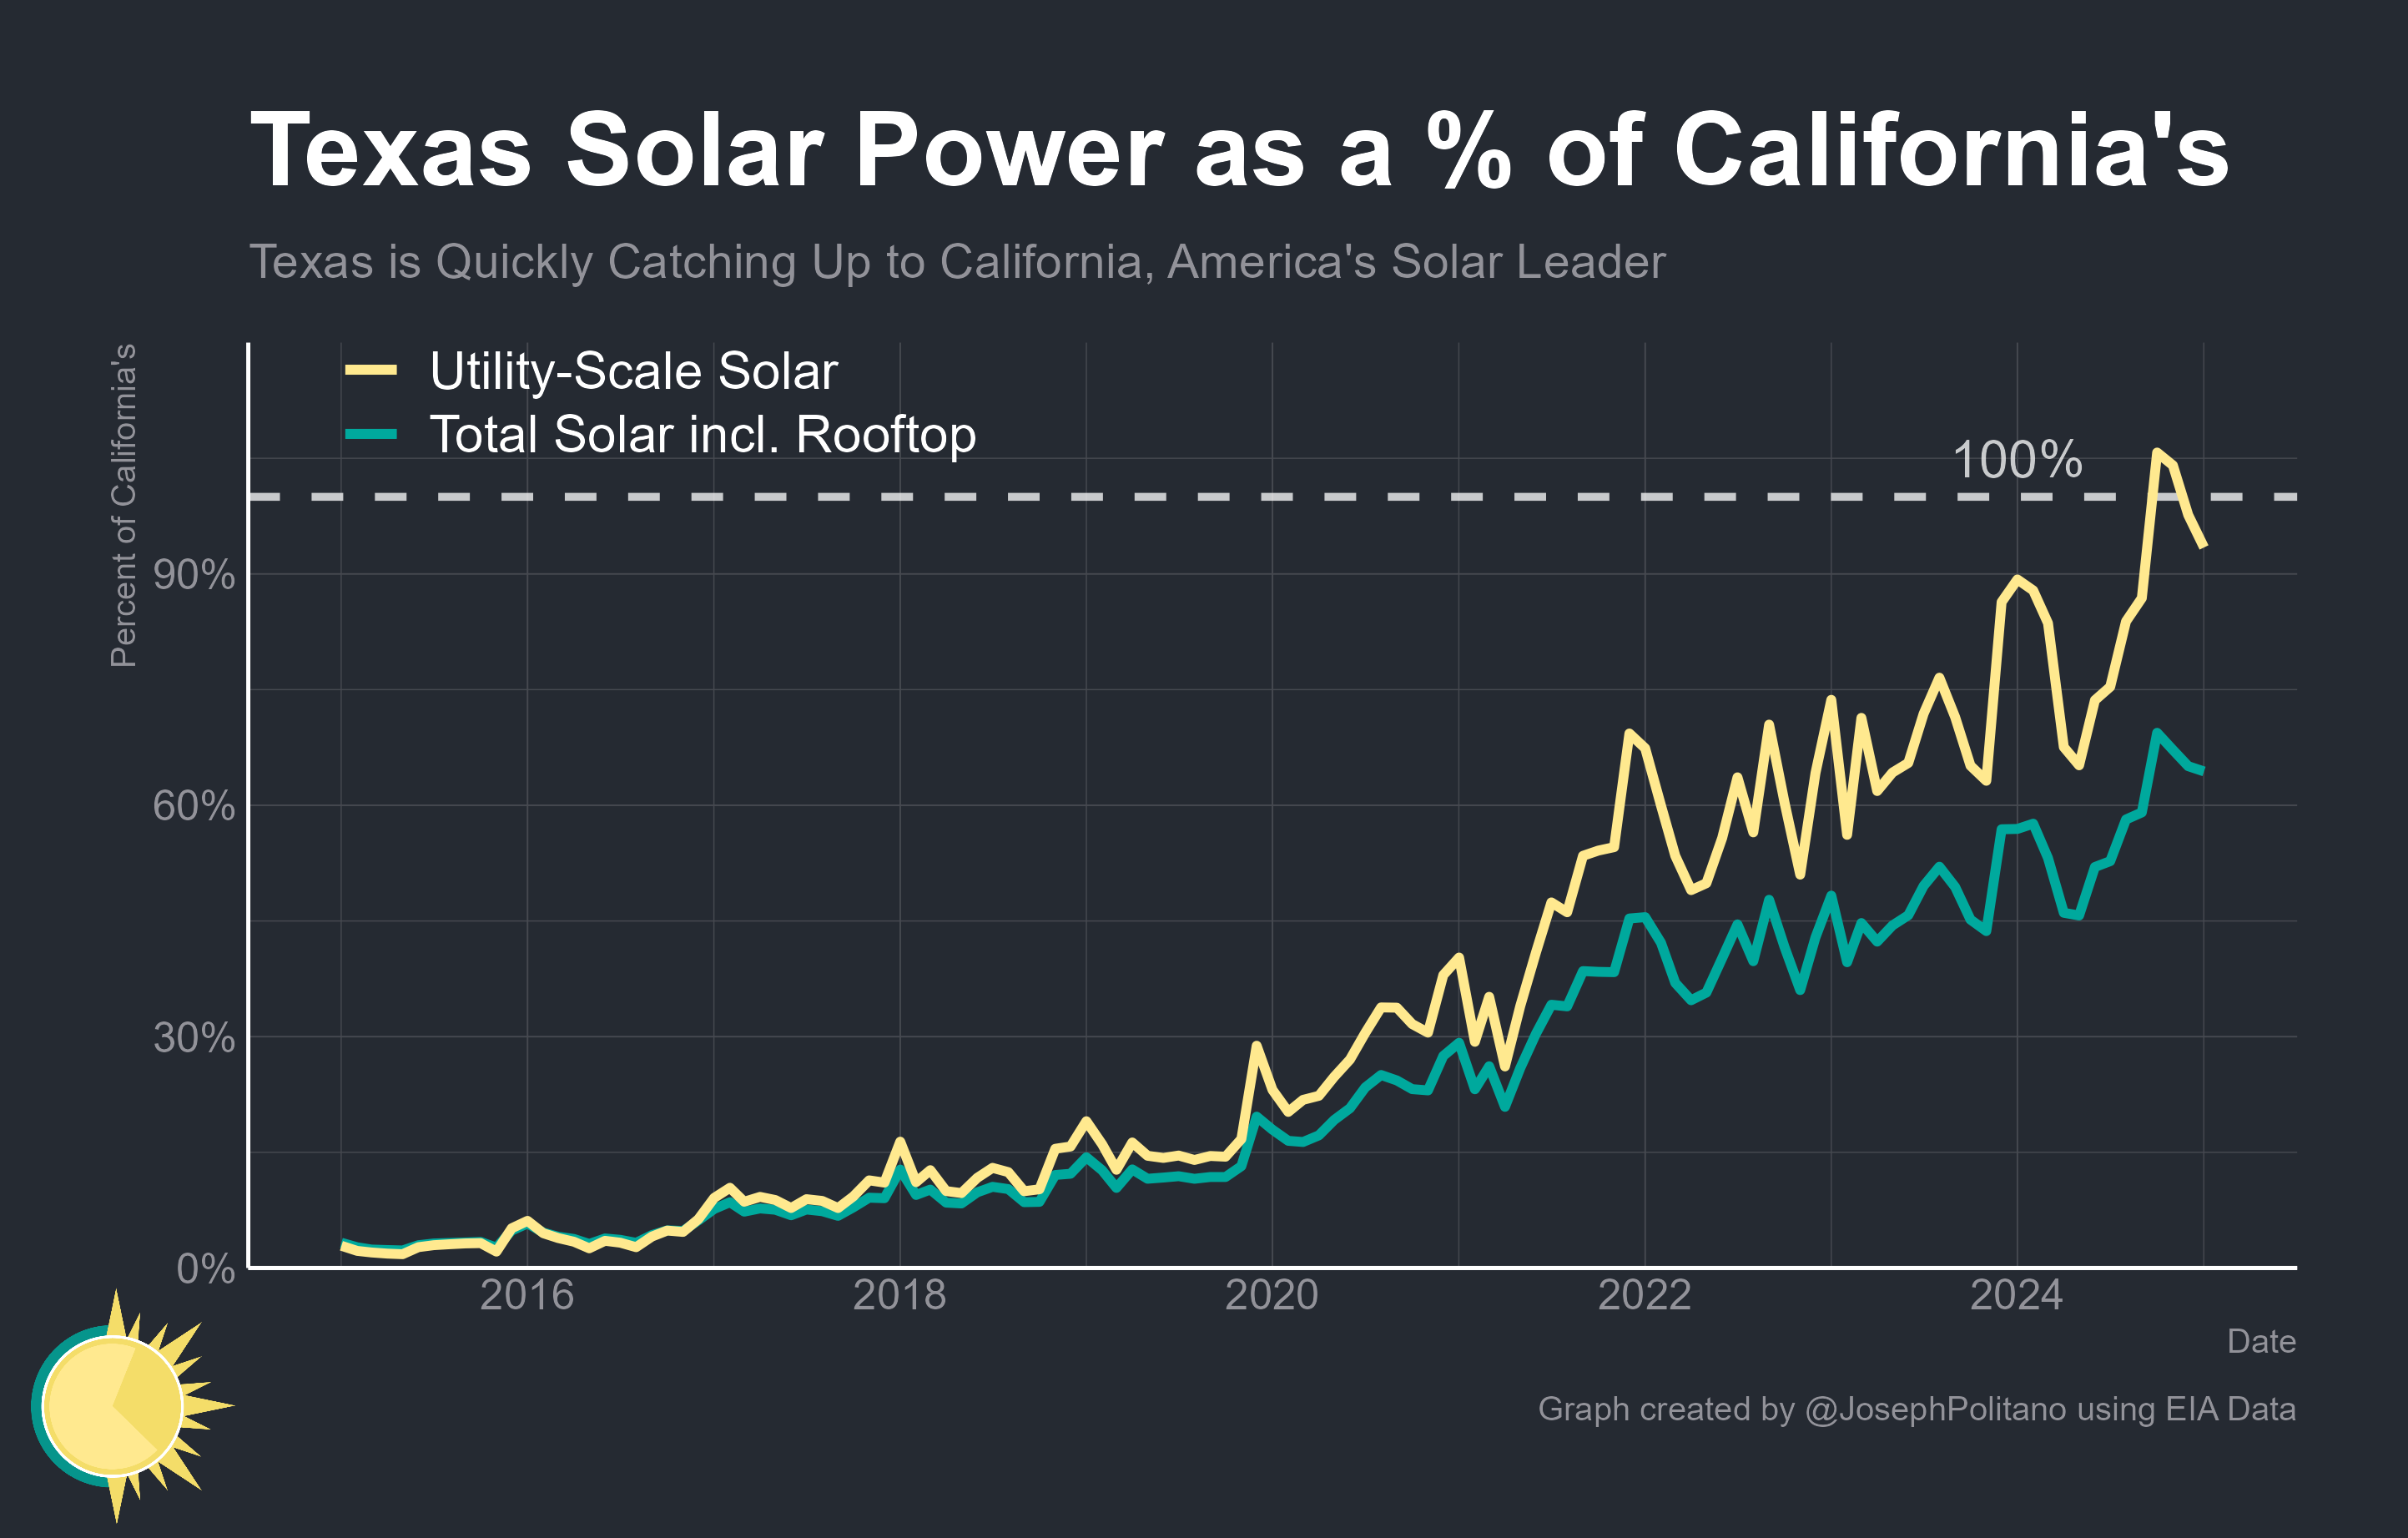 Texas Solar Power as a % of California's
Texas is Quickly Catching Up to California, America's Solar Leader
Percent of California's
Utility-Scale Solar
Total Solar incl. Rooftop
100%
90%
60%
30%
0%
2016 2018 2020 2022 2024
Date
Graph created by @JosephPolitano using EIA Data